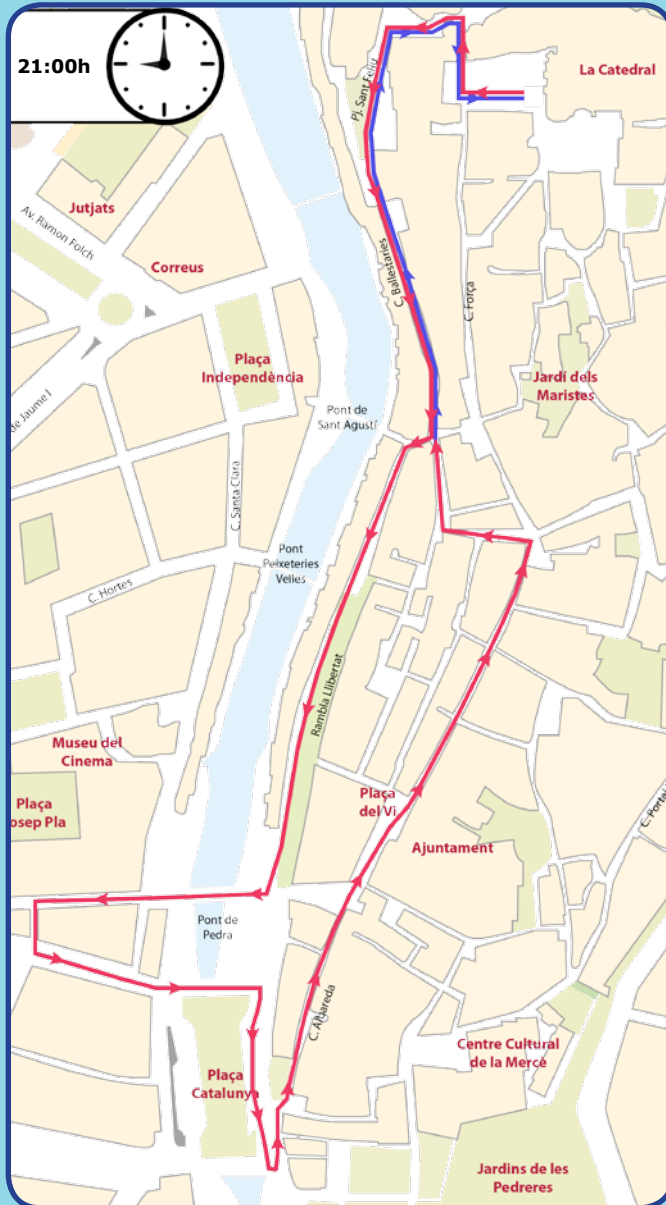 21:00h
La Catedral
Pj. Sant Feliu
Jutjats
Av. Ramon Folch
Correus
C. Ballestaries
C. Força
Plaça
Independència
Jardí dels
Maristes
de Jaume I
Pont de
Sant Agustí
C. Santa Clara
Pont
Peixeteries
Velles
C. Hortes
Rambla Llibertat
Museu del
Cinema
Plaça
del Vi
Plaça
osep Pla
C. Portal
Ajuntament
Pont de
Pedra
C. Albareda
Centre Cultural
de la Mercè
Plaça
Catalunya
Jardins de les
Pedreres